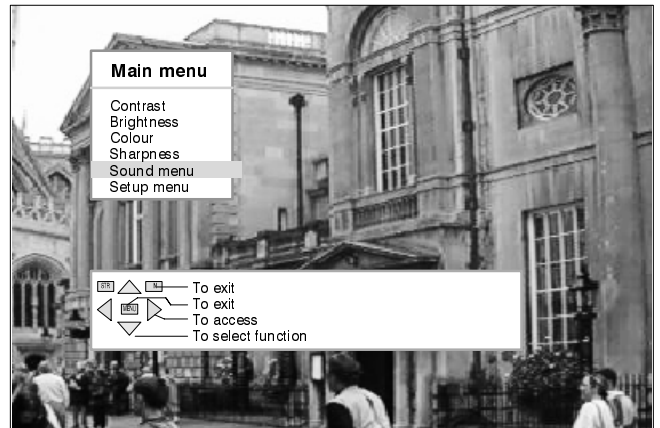 Main menu
Contrast
Brightness
Colour
Sharpness
Sound menu
Setup menu
STR N To exit
MENU To exit
To access
To select function